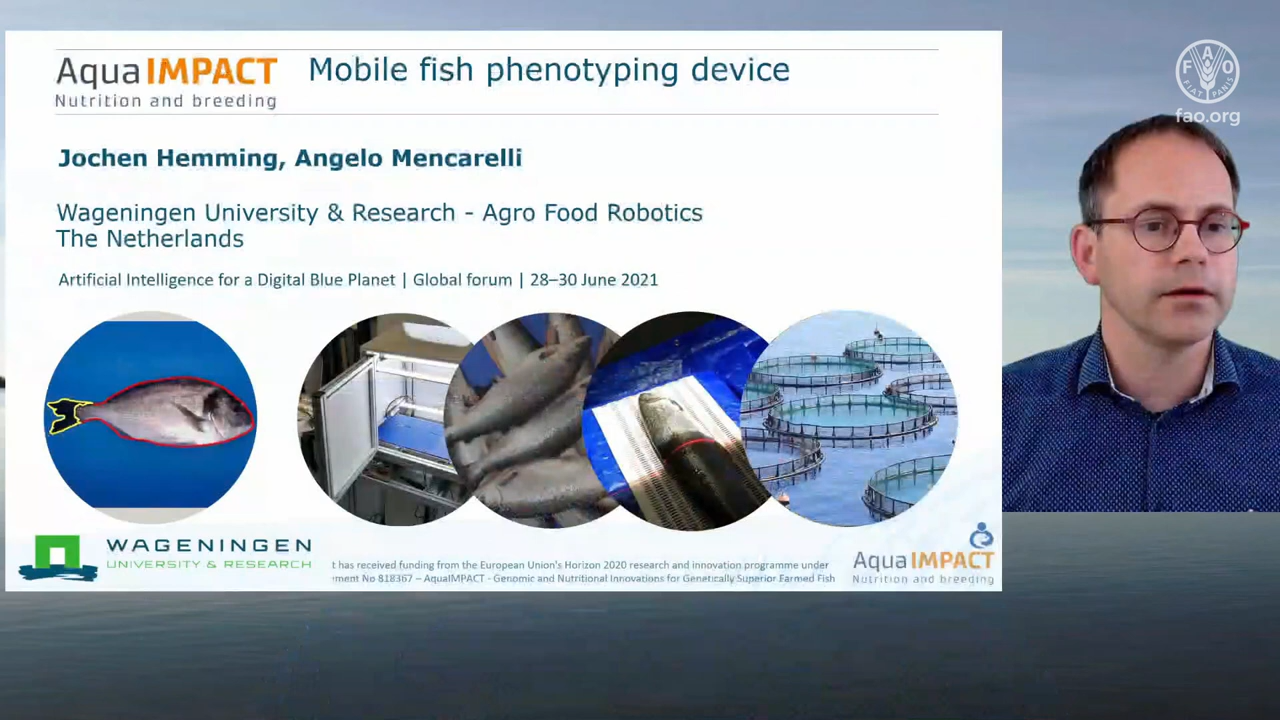 AquaIMPACT
Nutrition and breeding
Mobile fish phenotyping device
Jochen Hemming, Angelo Mencarelli
Wageningen University & Research - Agro Food Robotics
The Netherlands
Artificial Intelligence for a Digital Blue Planet | Global forum | 28–30 June 2021
WAGENINGEN
UNIVERSITY & RESEARCH
t has received funding from the European Union's Horizon 2020 research and innovation programme under
ment No 818367 – AquaIMPACT - Genomic and Nutritional Innovations for Genetically Superior Farmed Fish
AquaIMPACT
Nutrition and breeding
F A O
FIAT PANIS
fao.org